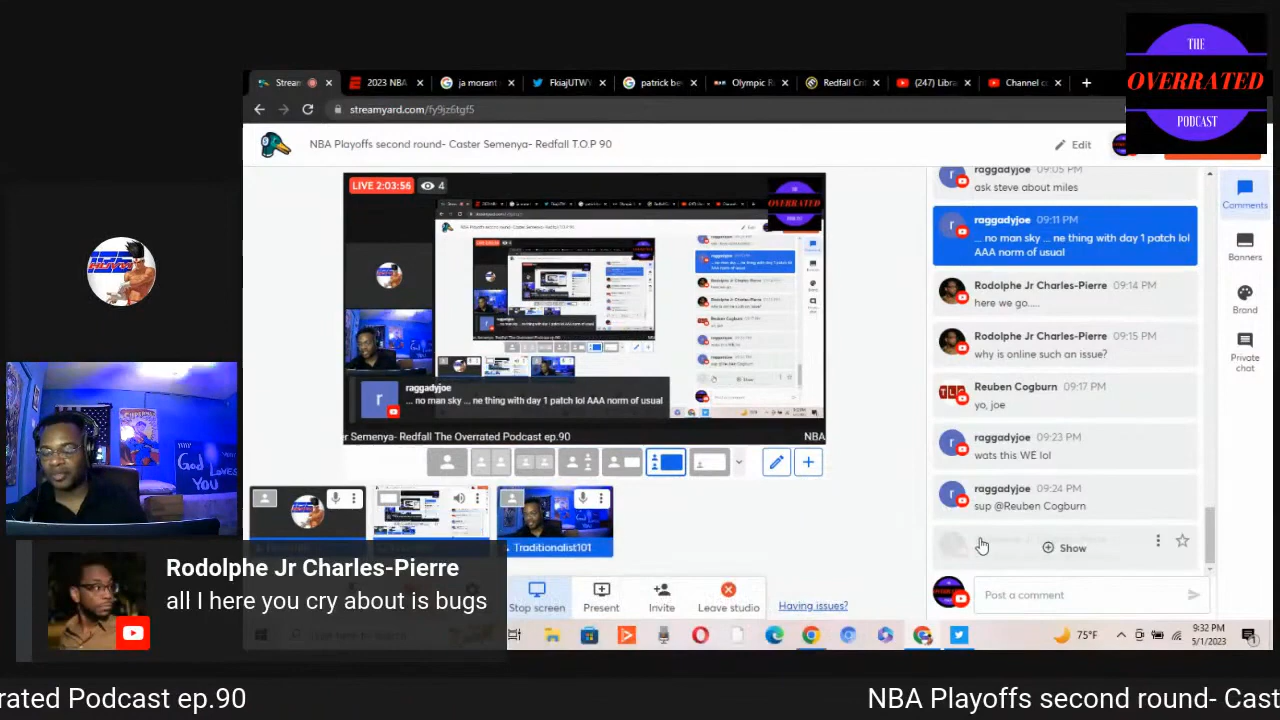 THE
OVERRATED
PODCAST
Stream
2023 NBA
ja morant
FkiajUTWY
patrick be
Olympic R
Redfall Cri
(247) Libra
Channel co
streamyard.com/fy9jz6tgf5
NBA Playoffs second round- Caster Semenya- Redfall T.O.P 90
Edit
LIVE 2:03:56
4
raggadyjoe
... no man sky ... ne thing with day 1 patch lol AAA norm of usual
er Semenya- Redfall The Overrated Podcast ep.90
NBA
raggadyjoe 09:05 PM
ask steve about miles
raggadyjoe 09:11 PM
... no man sky ... ne thing with day 1 patch lol
AAA norm of usual
Rodolphe Jr Charles-Pierre 09:14 PM
here we go.....
Rodolphe Jr Charles-Pierre 09:15 PM
why is online such an issue?
Reuben Cogburn 09:17 PM
yo, joe
raggadyjoe 09:23 PM
wats this WE lol
raggadyjoe 09:24 PM
sup @Reuben Cogburn
Show
Post a comment
Comments
Banners
Brand
Private
chat
Traditionalist101
Stop screen
Present
Invite
Leave studio
Having issues?
God Loves
YOU
Rodolphe Jr Charles-Pierre
all I here you cry about is bugs
75°F
9:32 PM
5/1/2023
rrated Podcast ep.90
NBA Playoffs second round- Cast